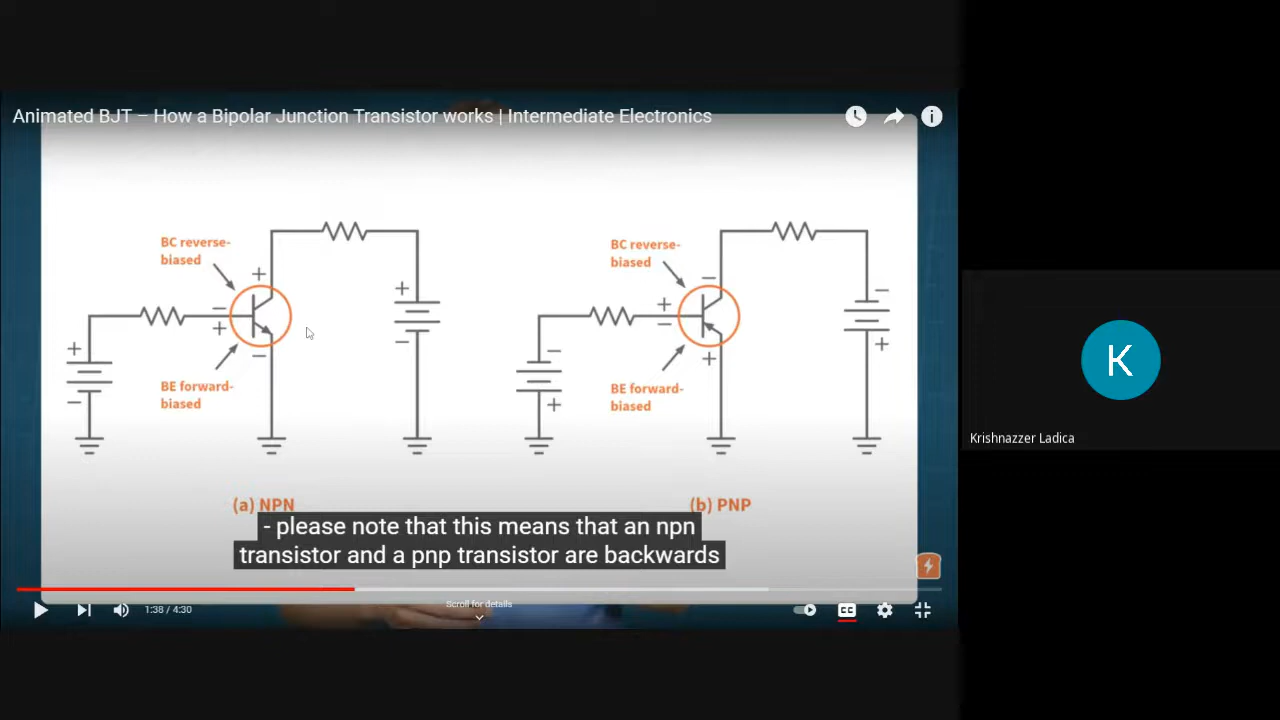 Animated BJT – How a Bipolar Junction Transistor works | Intermediate Electronics
BC reverse-
biased
+
−
+
−
BE forward-
biased
+
−
+
−
(a) NPN
BC reverse-
biased
−
+
−
+
BE forward-
biased
−
+
−
+
(b) PNP
- please note that this means that an npn
transistor and a pnp transistor are backwards
1:38 / 4:30
Scroll for details
CC
K
Krishnazzer Ladica